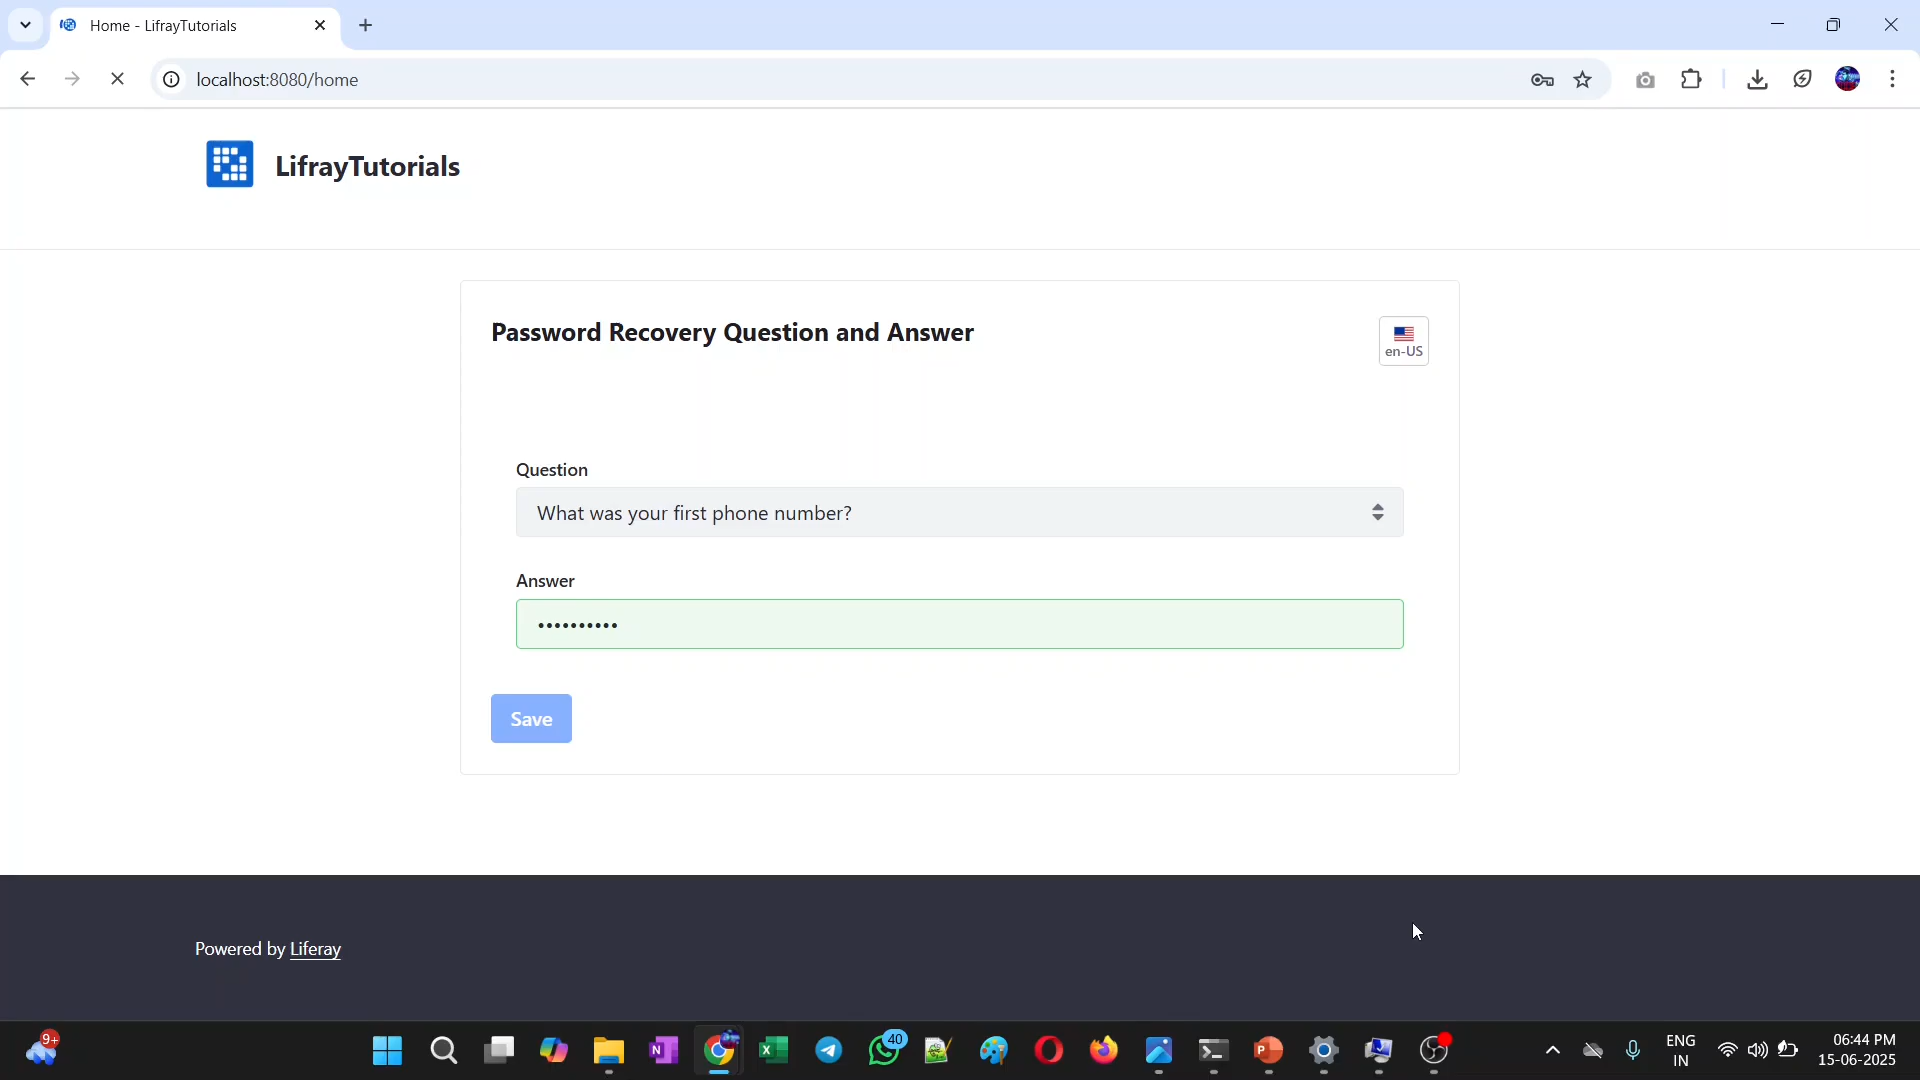 Home - LifrayTutorials
localhost:8080/home
LifrayTutorials
Password Recovery Question and Answer
en-US
Question
What was your first phone number?
Answer
••••••••••
Save
Powered by Liferay
9+
40
ENG
IN
06:44 PM
15-06-2025